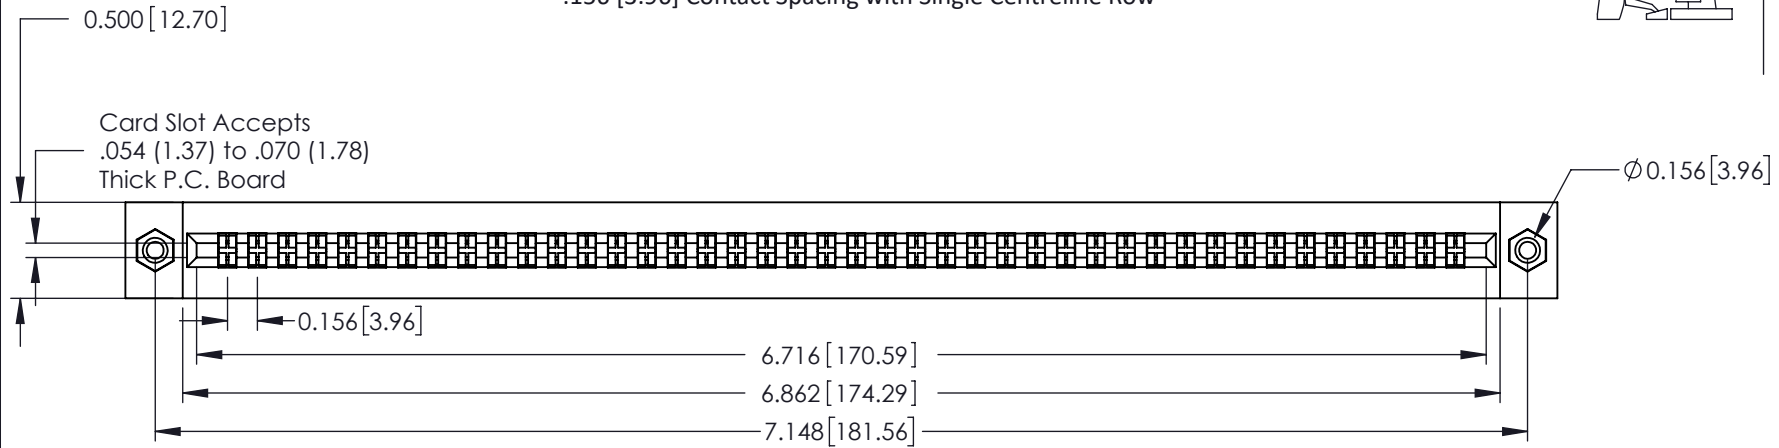 .156 [3.96] Contact Spacing with Single Centreline Row
0.500 [12.70]
Card Slot Accepts
.054 (1.37) to .070 (1.78)
Thick P.C. Board
Ø0.156[3.96]
0.156[3.96]
6.716 [170.59]
6.862 [174.29]
7.148[181.56]